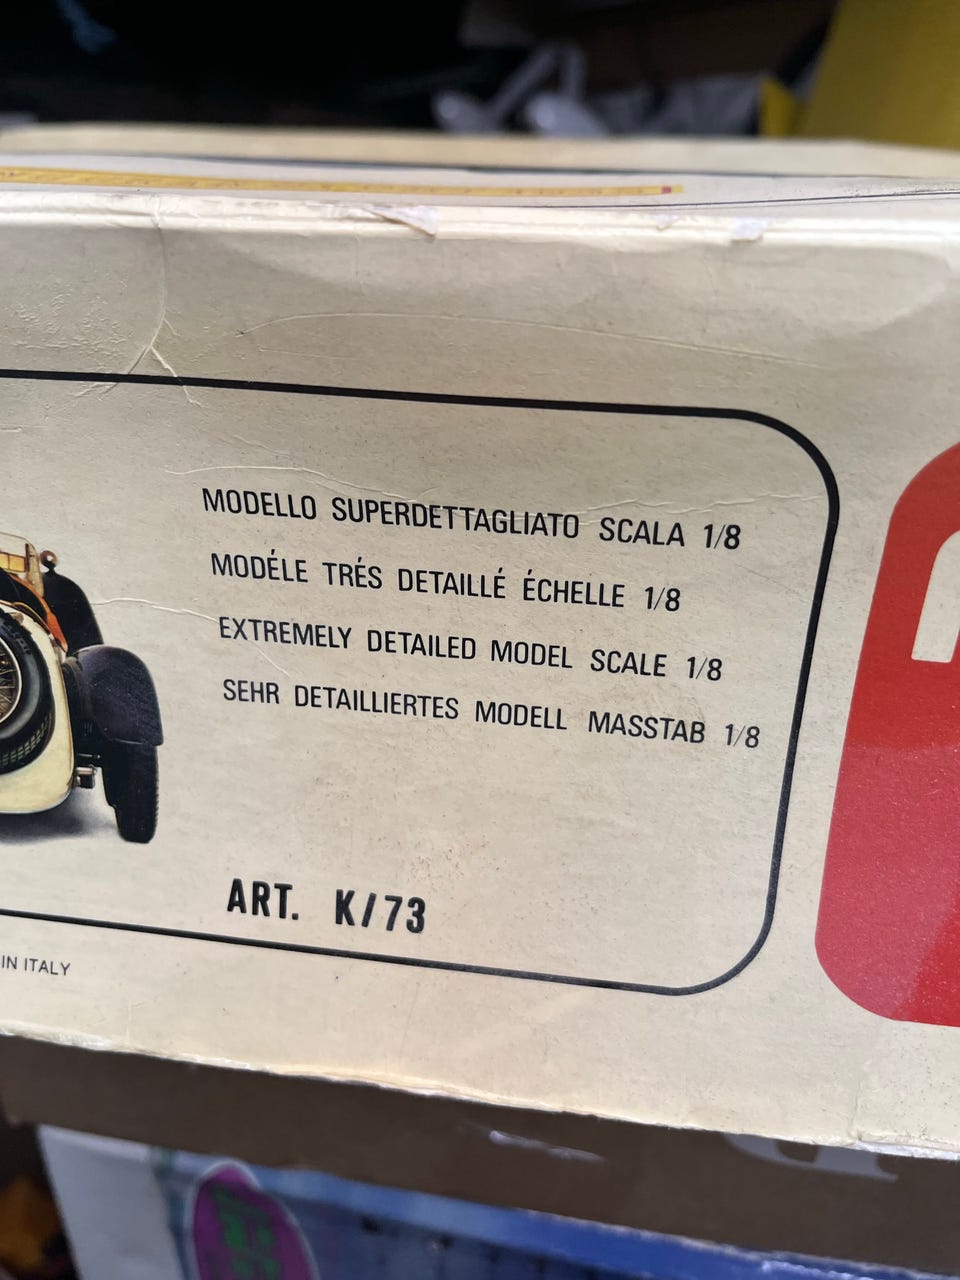 MODELLO SUPERDETTAGLIATO SCALA 1/8
MODÉLE TRÉS DETAILLÉ ÉCHELLE 1/8
EXTREMELY DETAILED MODEL SCALE 1/8
SEHR DETAILLIERTES MODELL MASSTAB 1/8
ART. K/73
IN ITALY